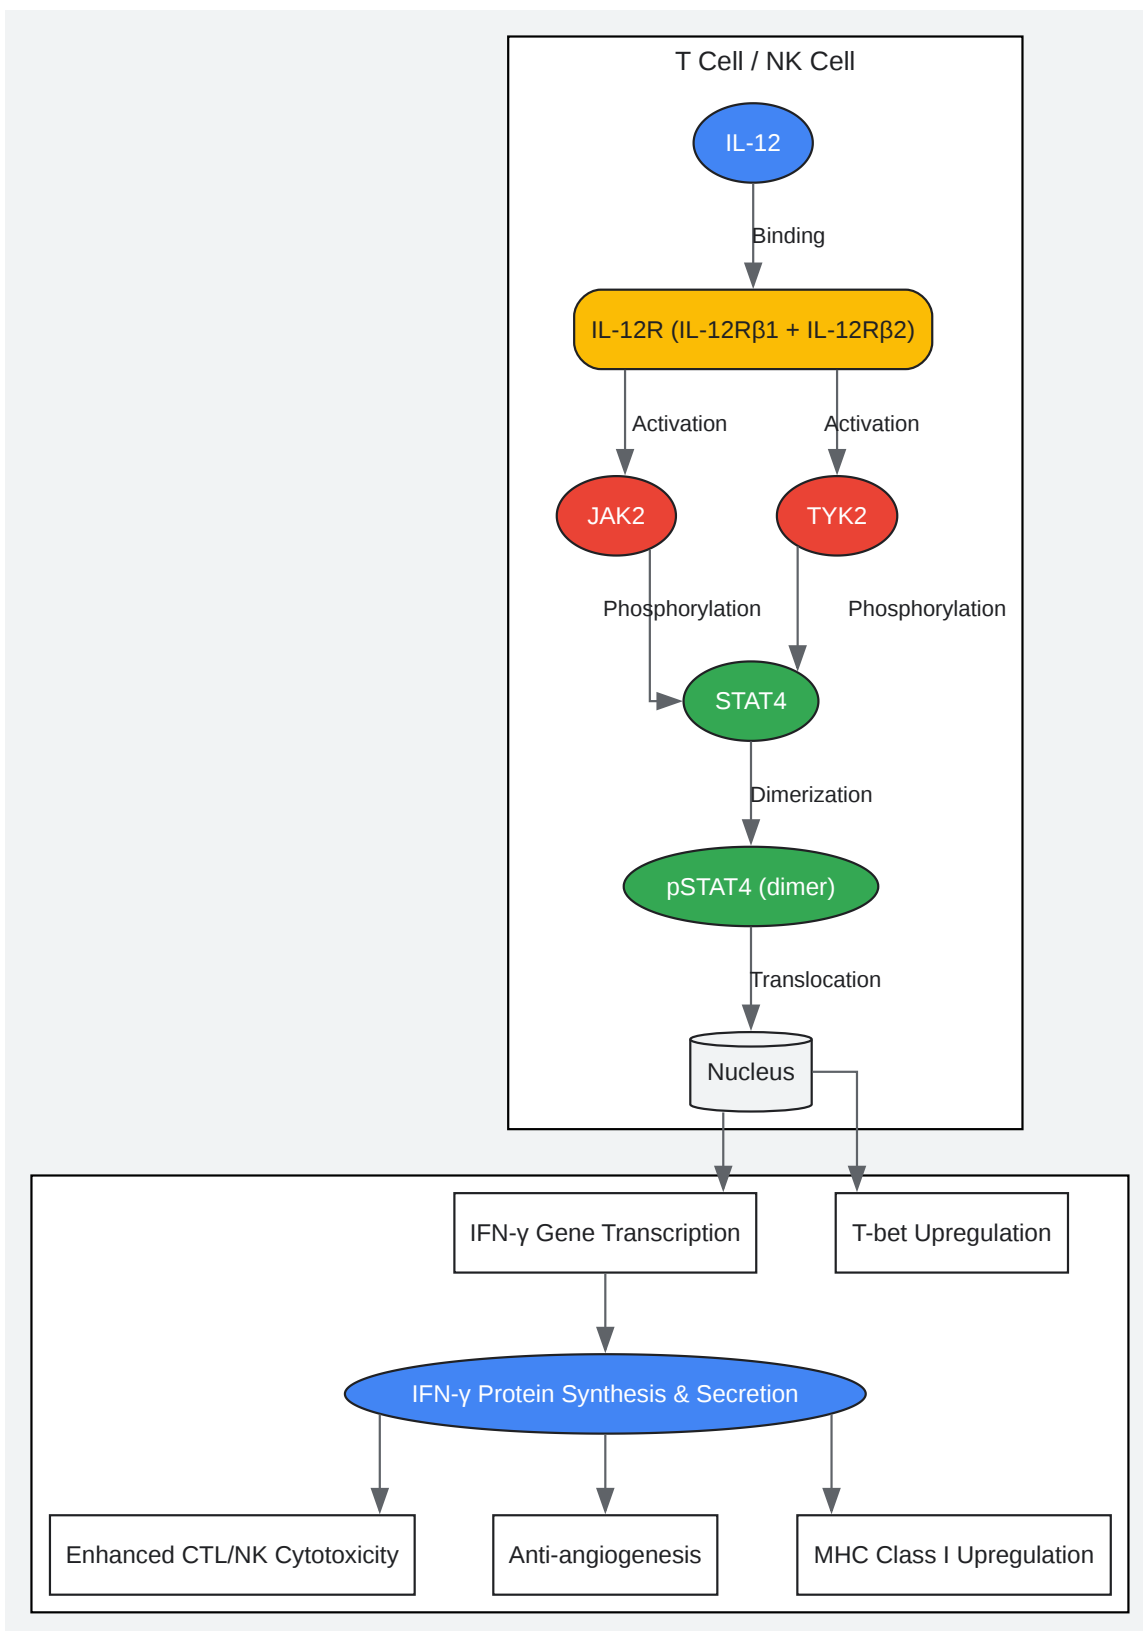 T Cell / NK Cell
IL-12
Binding
IL-12R (IL-12Rβ1 + IL-12Rβ2)
Activation
Activation
JAK2
TYK2
Phosphorylation
Phosphorylation
STAT4
Dimerization
pSTAT4 (dimer)
Translocation
Nucleus
IFN-γ Gene Transcription
T-bet Upregulation
IFN-γ Protein Synthesis & Secretion
Enhanced CTL/NK Cytotoxicity
Anti-angiogenesis
MHC Class I Upregulation